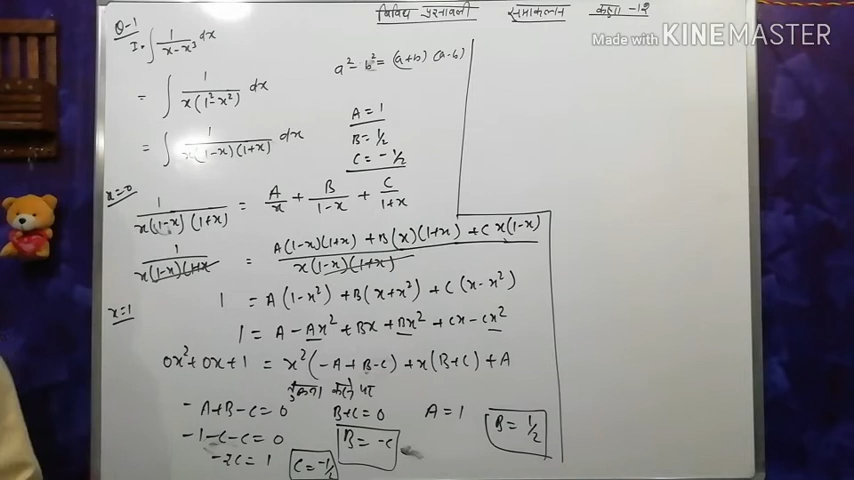 विविध प्रश्नावली समाकलन कक्षा -12
Made with KINEMASTER
Q-1
I. ∫ 1/(x-x³) dx
= ∫ 1/(x(1²-x²)) dx
a²-b² = (a+b) (a-b)
= ∫ 1/(x(1-x)(1+x)) dx
A = 1
B = 1/2
C = -1/2
x=0
1/(x(1-x)(1+x)) = A/x + B/(1-x) + C/(1+x)
1/(x(1-x)(1+x) = (A(1-x)(1+x) + B(x)(1+x) + C x(1-x))/(x(1-x)(1+x))
x=1
1 = A(1-x²) + B(x+x²) + C(x-x²)
1 = A - Ax² + Bx + Bx² + Cx - Cx²
0x²+0x+1 = x²(-A+B-C) + x(B+C) + A
तुलना करने पर
-A+B-C=0 B+C=0 A=1 B=1/2
-1-C-C=0 B=-C
-2C=1 C=-1/2